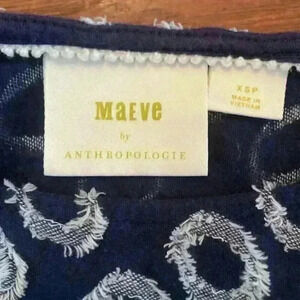 MAEVE
by
ANTHROPOLOGIE
XSP
MADE IN
VIETNAM